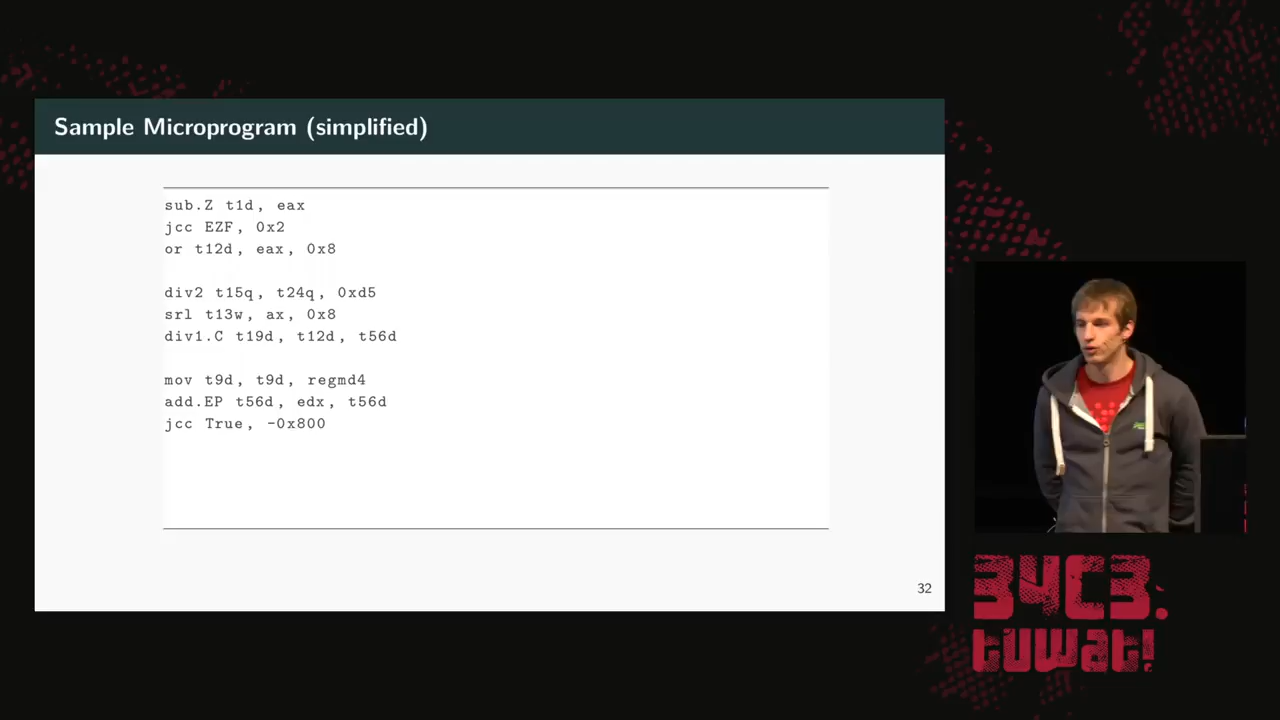 Sample Microprogram (simplified)
sub.Z t1d, eax
jcc EZF, 0x2
or t12d, eax, 0x8
div2 t15q, t24q, 0xd5
srl t13w, ax, 0x8
div1.C t19d, t12d, t56d
mov t9d, t9d, regmd4
add.EP t56d, edx, t56d
jcc True, -0x800
32
34C3.
tuwat!